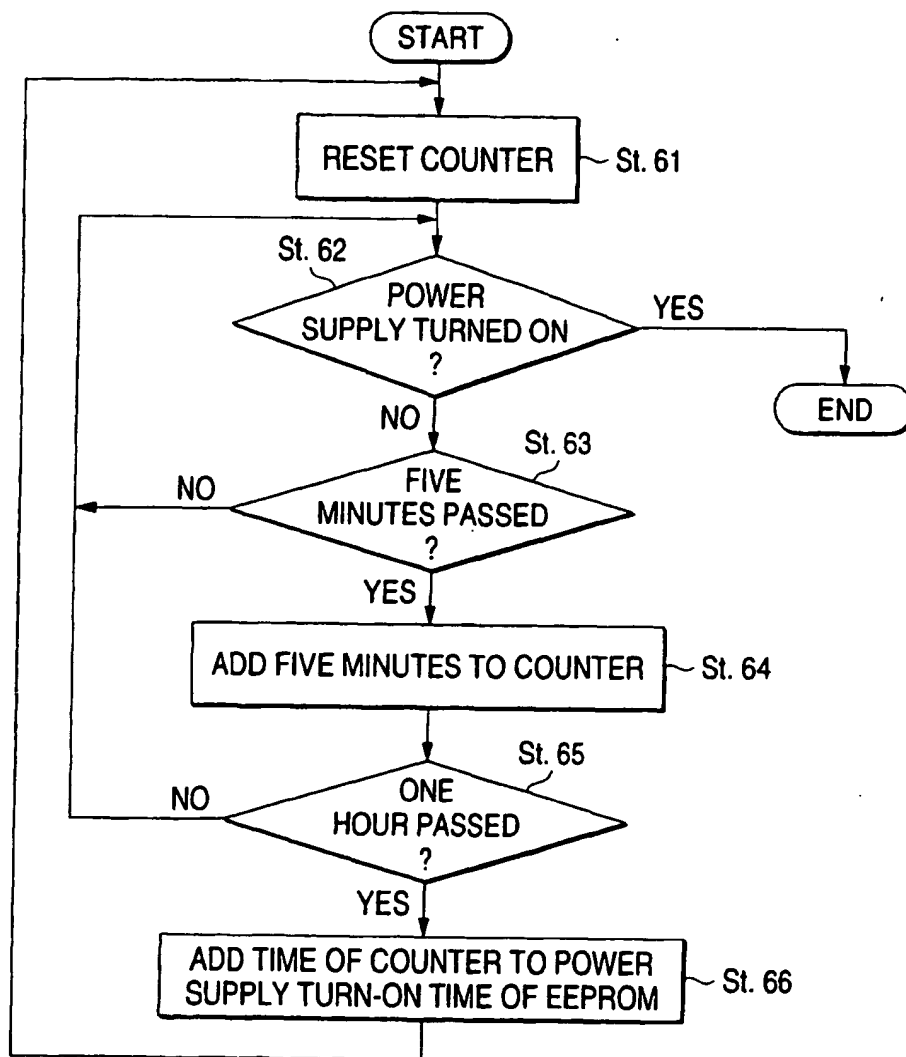 START
RESET COUNTER
St. 61
St. 62
POWER
SUPPLY TURNED ON
?
YES
END
NO
St. 63
FIVE
MINUTES PASSED
?
NO
YES
ADD FIVE MINUTES TO COUNTER
St. 64
St. 65
ONE
HOUR PASSED
?
NO
YES
ADD TIME OF COUNTER TO POWER
SUPPLY TURN-ON TIME OF EEPROM
St. 66